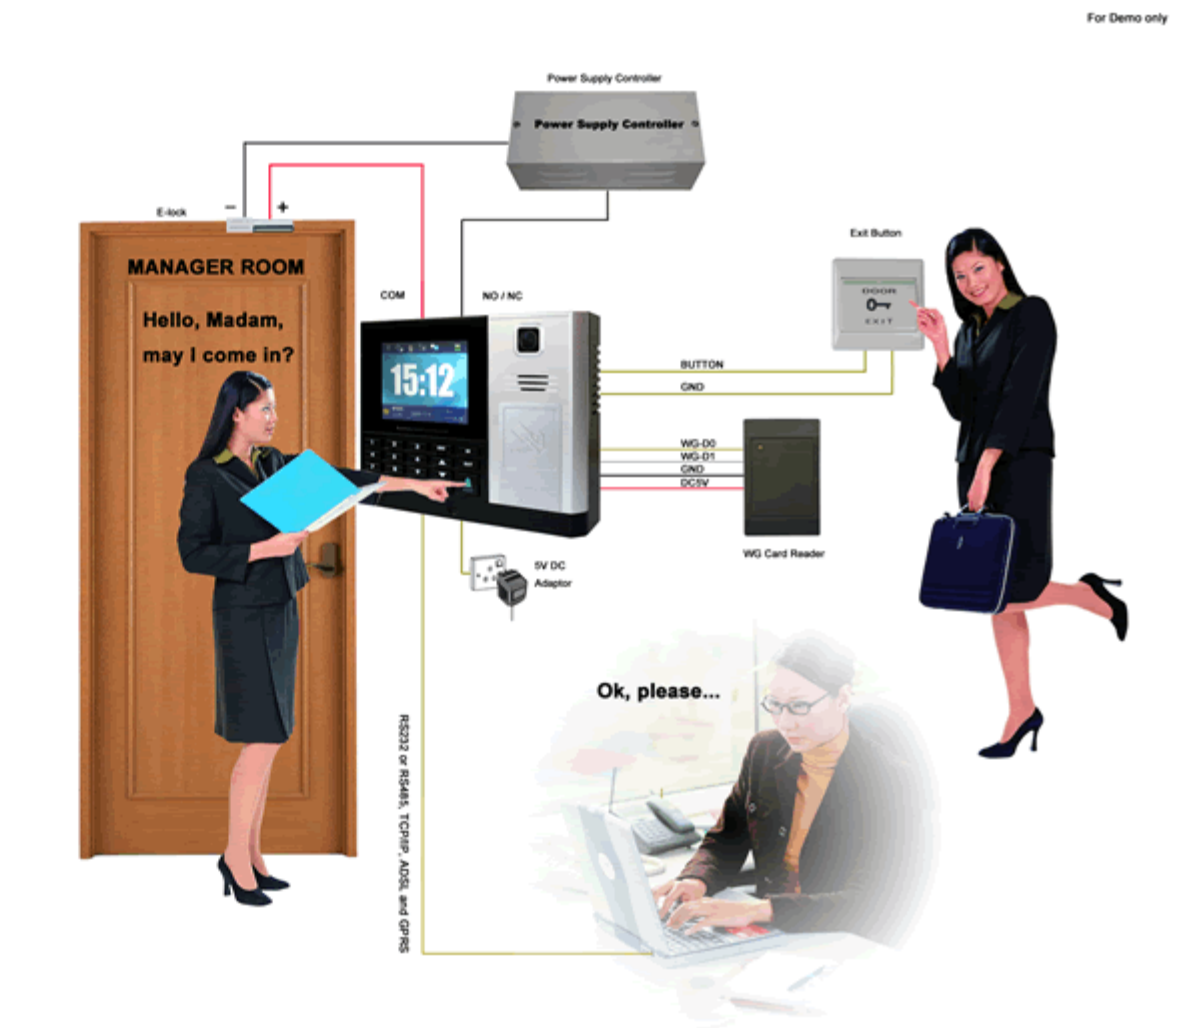 For Demo only
Power Supply Controller
Power Supply Controller
E-lock
− +
MANAGER ROOM
Hello, Madam,
may I come in?
COM
NO / NC
15:12
Exit Button
DOOR
EXIT
BUTTON
GND
WG-D0
WG-D1
GND
DC5V
WG Card Reader
5V DC
Adaptor
RS232 or RS485, TCP/IP, ADSL and GPRS
Ok, please...